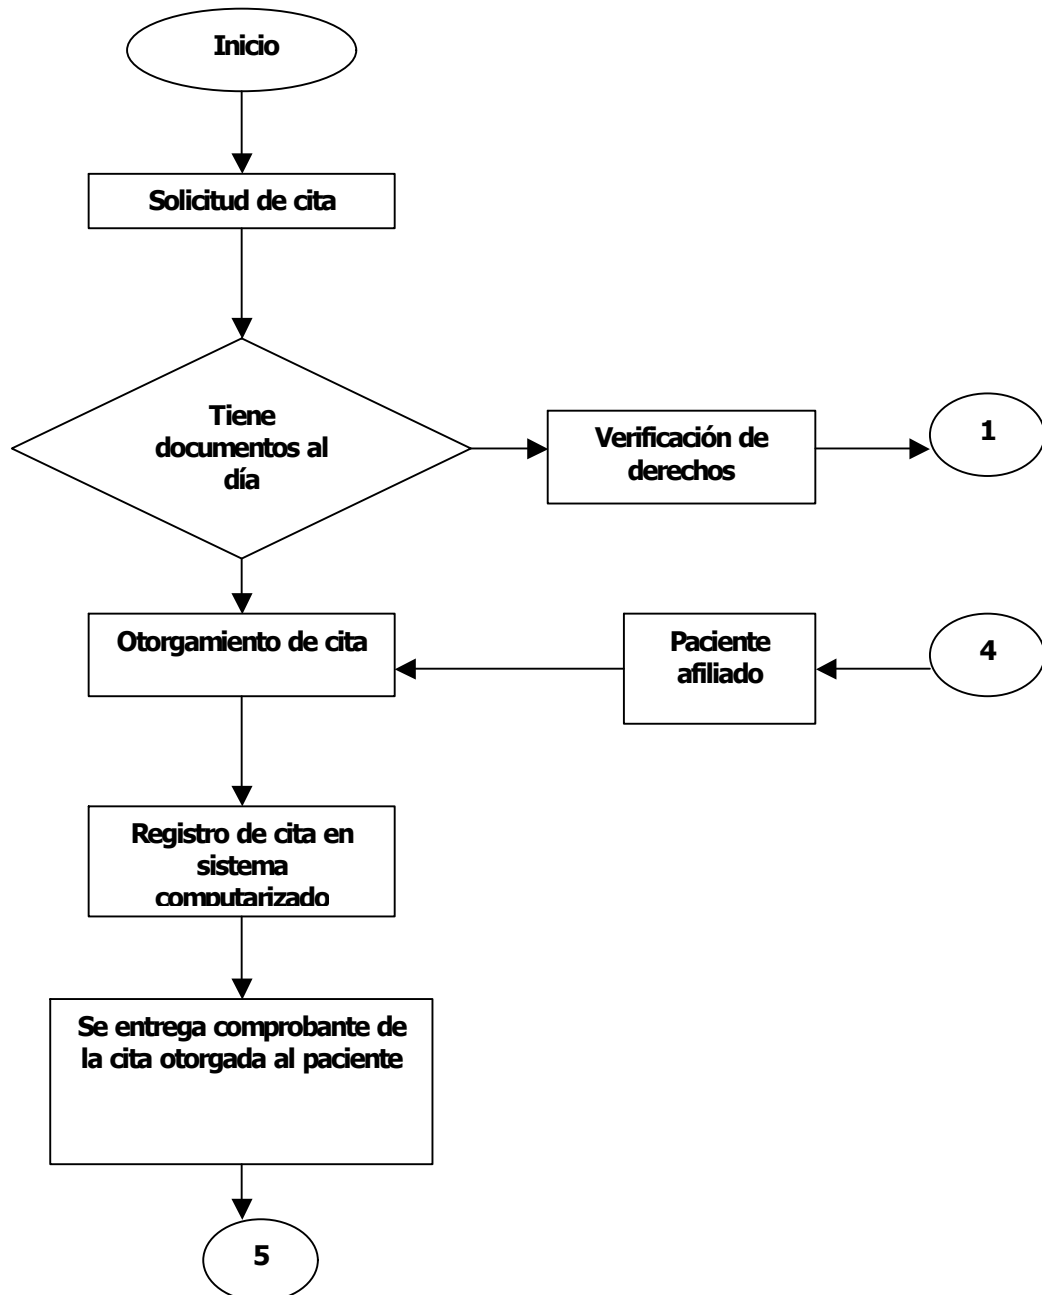 Inicio
Solicitud de cita
Tiene
documentos al
día
Verificación de
derechos
1
Otorgamiento de cita
Paciente
afiliado
4
Registro de cita en
sistema
computarizado
Se entrega comprobante de
la cita otorgada al paciente
5